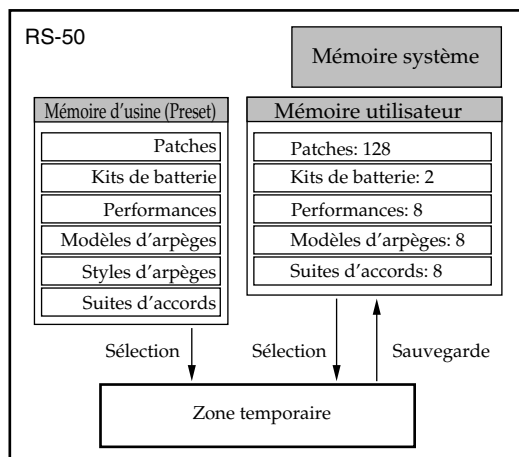 RS-50
Mémoire système
Mémoire d'usine (Preset)
Patches
Kits de batterie
Performances
Modèles d'arpèges
Styles d'arpèges
Suites d'accords
Mémoire utilisateur
Patches: 128
Kits de batterie: 2
Performances: 8
Modèles d'arpèges: 8
Suites d'accords: 8
Sélection
Sélection
Sauvegarde
Zone temporaire